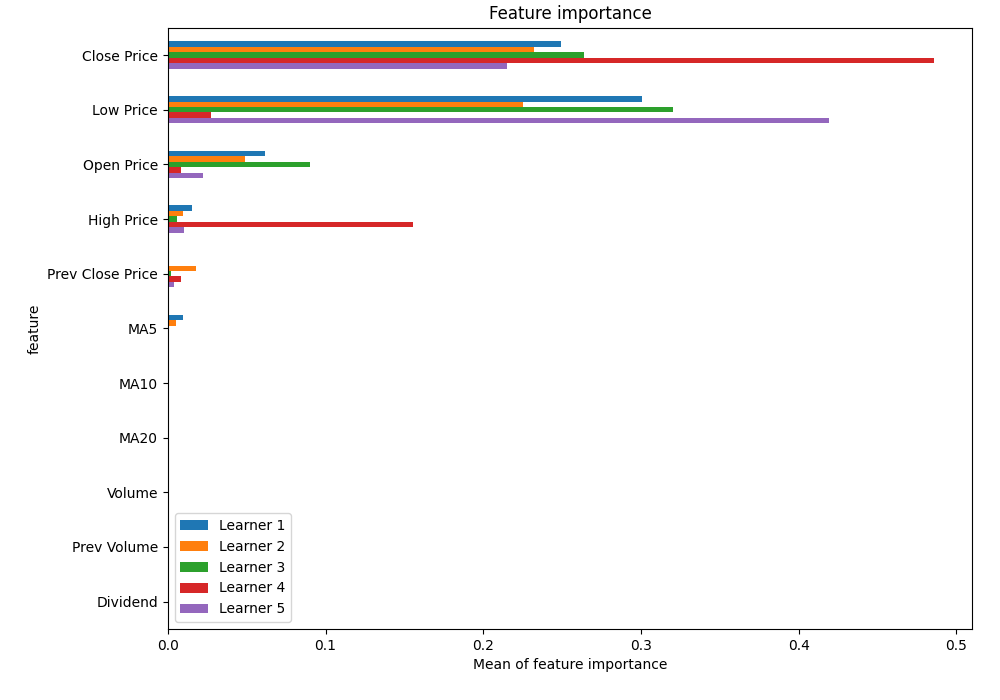 Feature importance
Close Price
Low Price
Open Price
High Price
Prev Close Price
MA5
MA10
MA20
Volume
Prev Volume
Dividend
feature
Learner 1
Learner 2
Learner 3
Learner 4
Learner 5
0.0 0.1 0.2 0.3 0.4 0.5
Mean of feature importance